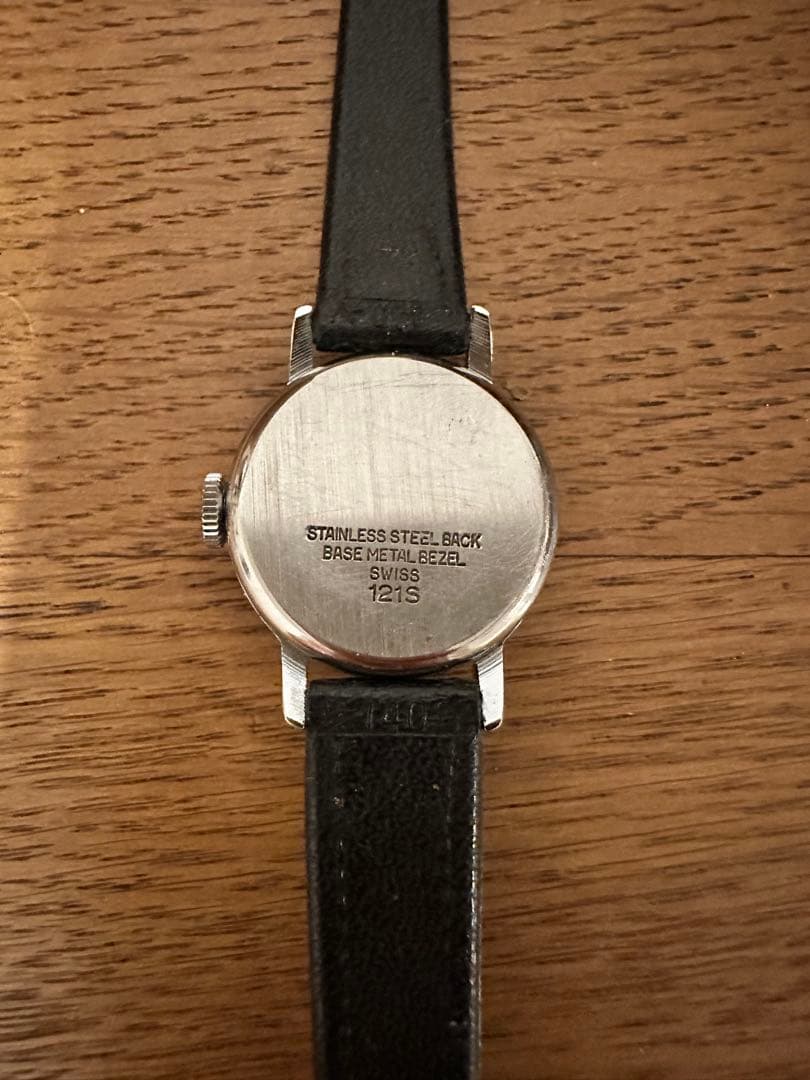 STAINLESS STEEL BACK
BASE METAL BEZEL
SWISS
121S